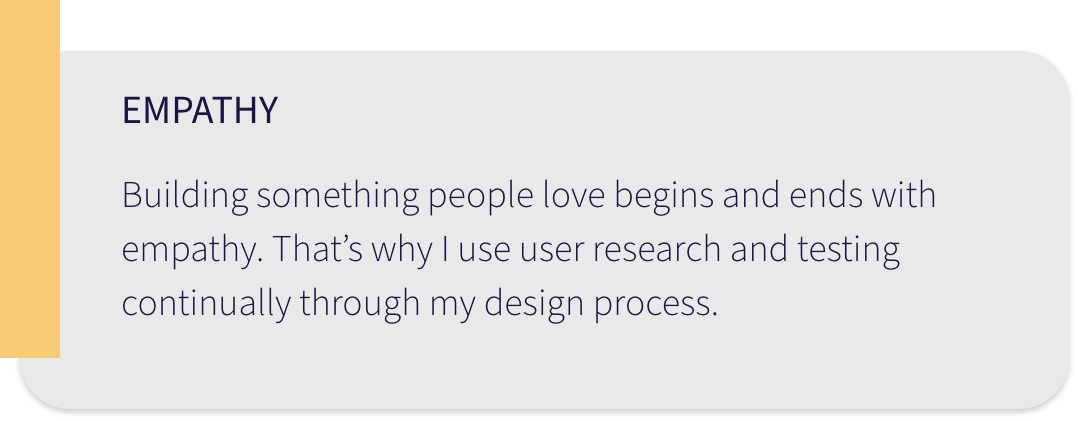 EMPATHY
Building something people love begins and ends with
empathy. That’s why I use user research and testing
continually through my design process.